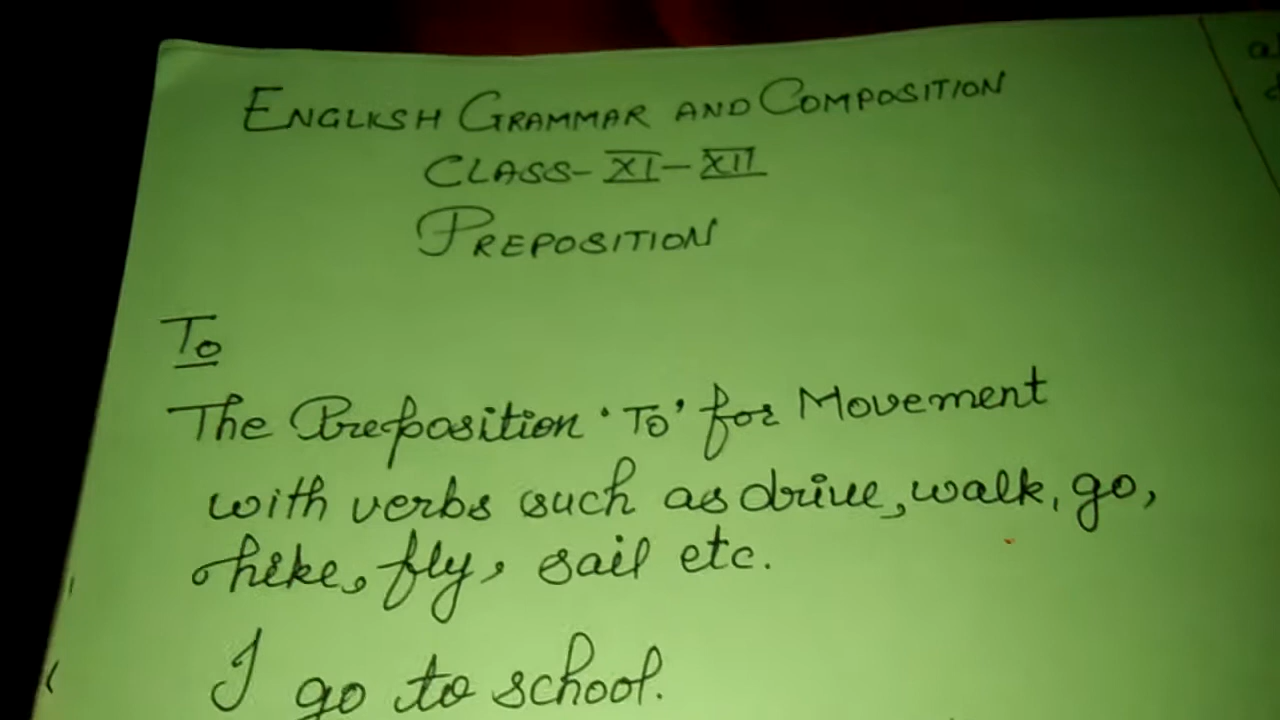 ENGLISH GRAMMAR AND COMPOSITION
CLASS-XI-XII
PREPOSITION
To
The Preposition 'To' for Movement
with verbs such as drive, walk, go,
hike, fly, sail etc.
I go to school.